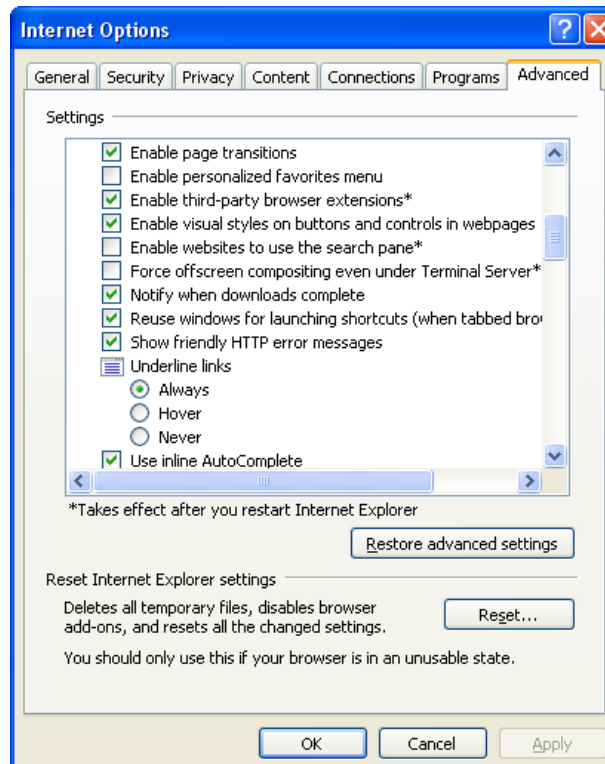 Internet Options
General Security Privacy Content Connections Programs Advanced
Settings
Enable page transitions
Enable personalized favorites menu
Enable third-party browser extensions*
Enable visual styles on buttons and controls in webpages
Enable websites to use the search pane*
Force offscreen compositing even under Terminal Server*
Notify when downloads complete
Reuse windows for launching shortcuts (when tabbed bro
Show friendly HTTP error messages
Underline links
Always
Hover
Never
Use inline AutoComplete
*Takes effect after you restart Internet Explorer
Restore advanced settings
Reset Internet Explorer settings
Deletes all temporary files, disables browser
add-ons, and resets all the changed settings.
Reset...
You should only use this if your browser is in an unusable state.
OK Cancel Apply